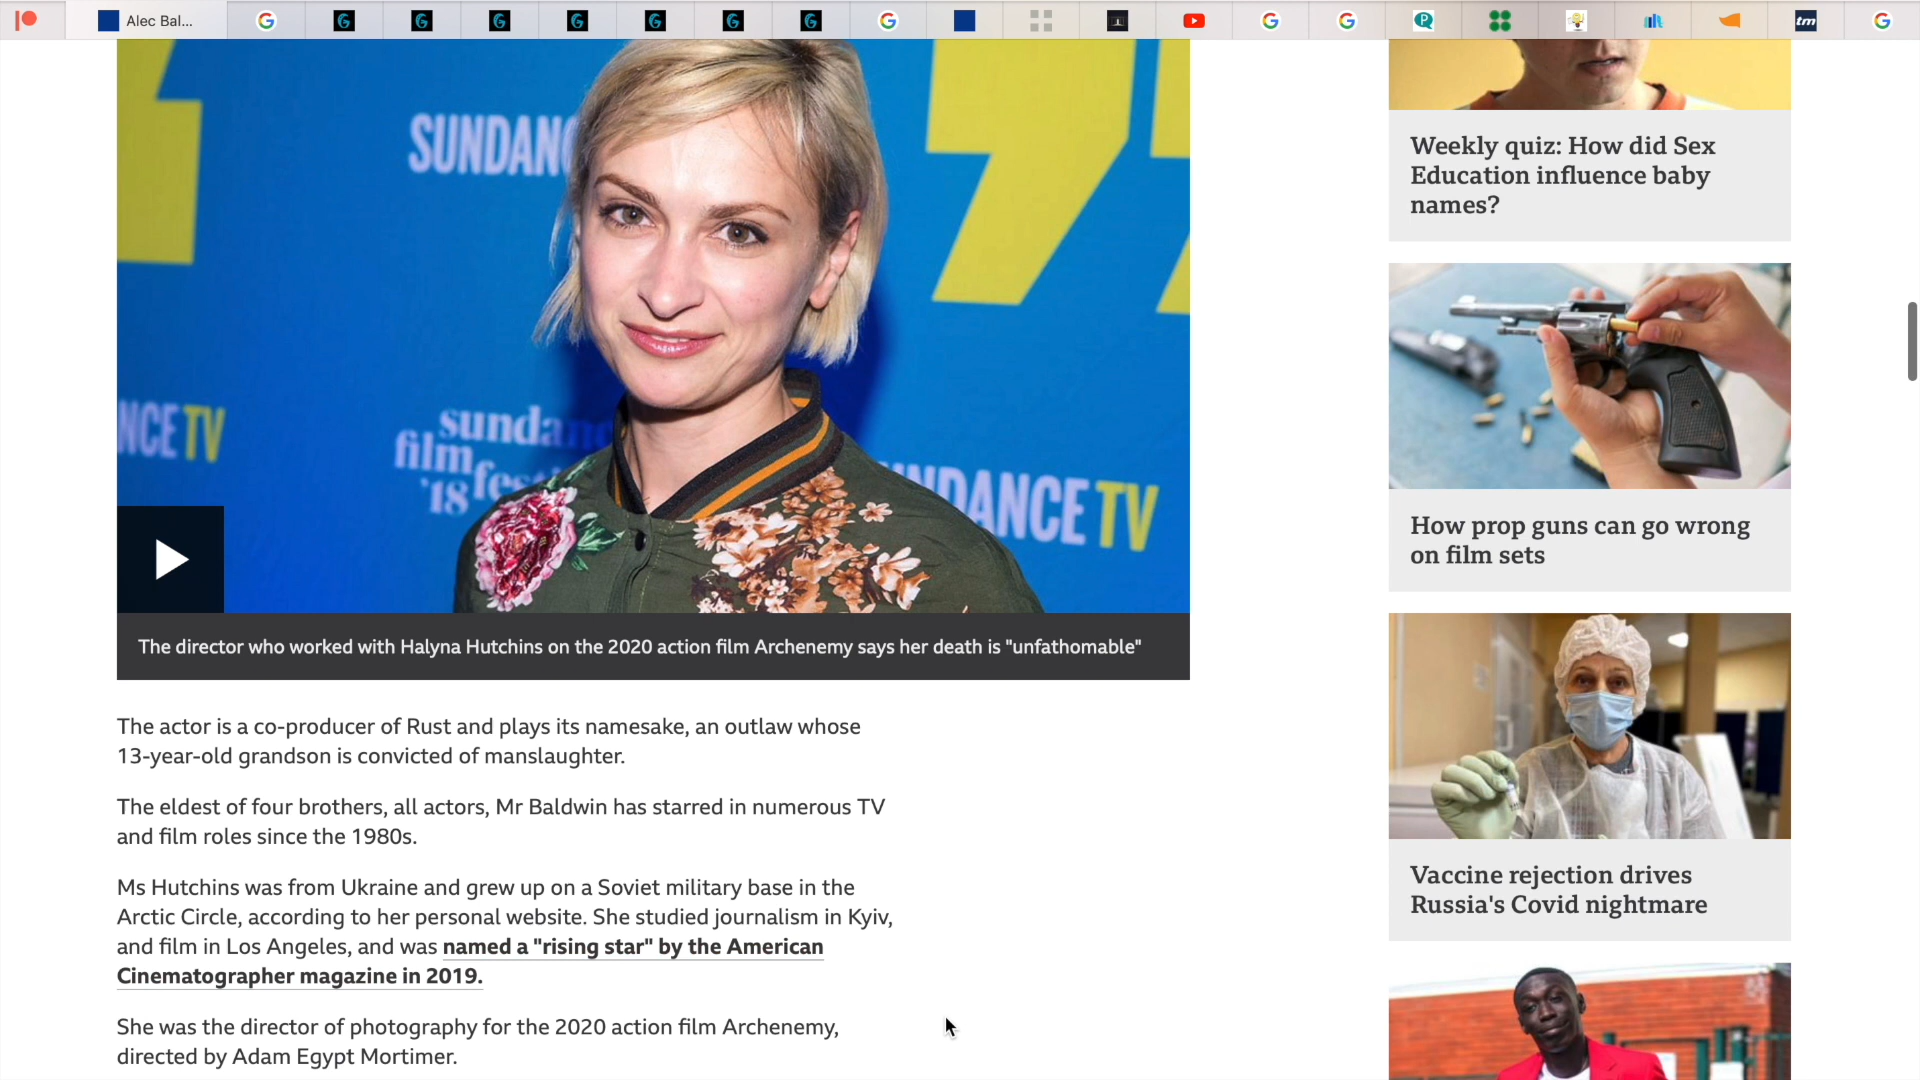 Alec Bal...
SUNDANC
NCE TV
sundan
film
fest
'18
UNDANCE TV
The director who worked with Halyna Hutchins on the 2020 action film Archenemy says her death is "unfathomable"
The actor is a co-producer of Rust and plays its namesake, an outlaw whose
13-year-old grandson is convicted of manslaughter.
The eldest of four brothers, all actors, Mr Baldwin has starred in numerous TV
and film roles since the 1980s.
Ms Hutchins was from Ukraine and grew up on a Soviet military base in the
Arctic Circle, according to her personal website. She studied journalism in Kyiv,
and film in Los Angeles, and was named a "rising star" by the American
Cinematographer magazine in 2019.
She was the director of photography for the 2020 action film Archenemy,
directed by Adam Egypt Mortimer.
Weekly quiz: How did Sex
Education influence baby
names?
How prop guns can go wrong
on film sets
Vaccine rejection drives
Russia's Covid nightmare